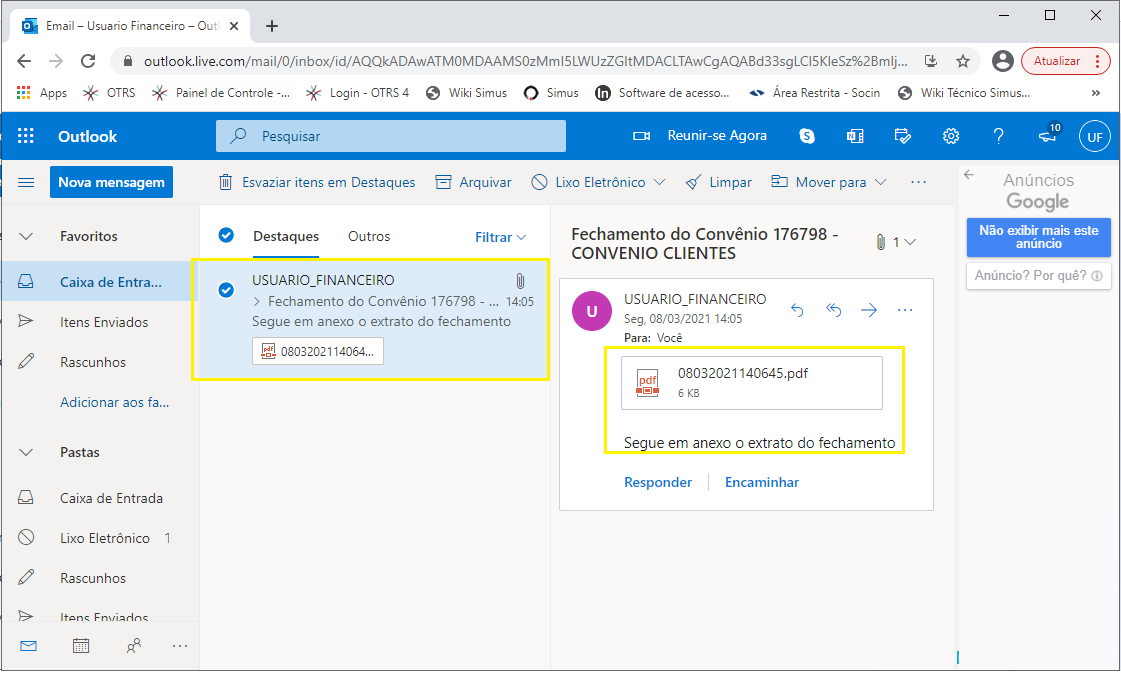 Email – Usuario Financeiro – Outl
outlook.live.com/mail/0/inbox/id/AQQkADAwATM0MDAAMS0zMmI5LWUzZGItMDACLTAwCgAQABd33sgLCl5KIeSz%2BmIj...
Atualizar
Apps
OTRS
Painel de Controle -...
Login - OTRS 4
Wiki Simus
Simus
Software de acesso...
Área Restrita - Socin
Wiki Técnico Simus...
»
Outlook
Pesquisar
Reunir-se Agora
10
UF
Nova mensagem
Esvaziar itens em Destaques
Arquivar
Lixo Eletrônico
Limpar
Mover para
Favoritos
Caixa de Entra...
Itens Enviados
Rascunhos
Adicionar aos fa...
Pastas
Caixa de Entrada
Lixo Eletrônico 1
Rascunhos
Itens Enviados
Destaques
Outros
Filtrar
USUARIO_FINANCEIRO
Fechamento do Convênio 176798 - ... 14:05
Segue em anexo o extrato do fechamento
pdf
0803202114064...
Fechamento do Convênio 176798 -
CONVENIO CLIENTES
1
U
USUARIO_FINANCEIRO
Seg, 08/03/2021 14:05
Para: Você
pdf
08032021140645.pdf
6 KB
Segue em anexo o extrato do fechamento
Responder
Encaminhar
Anúncios
Google
Não exibir mais este
anúncio
Anúncio? Por quê?